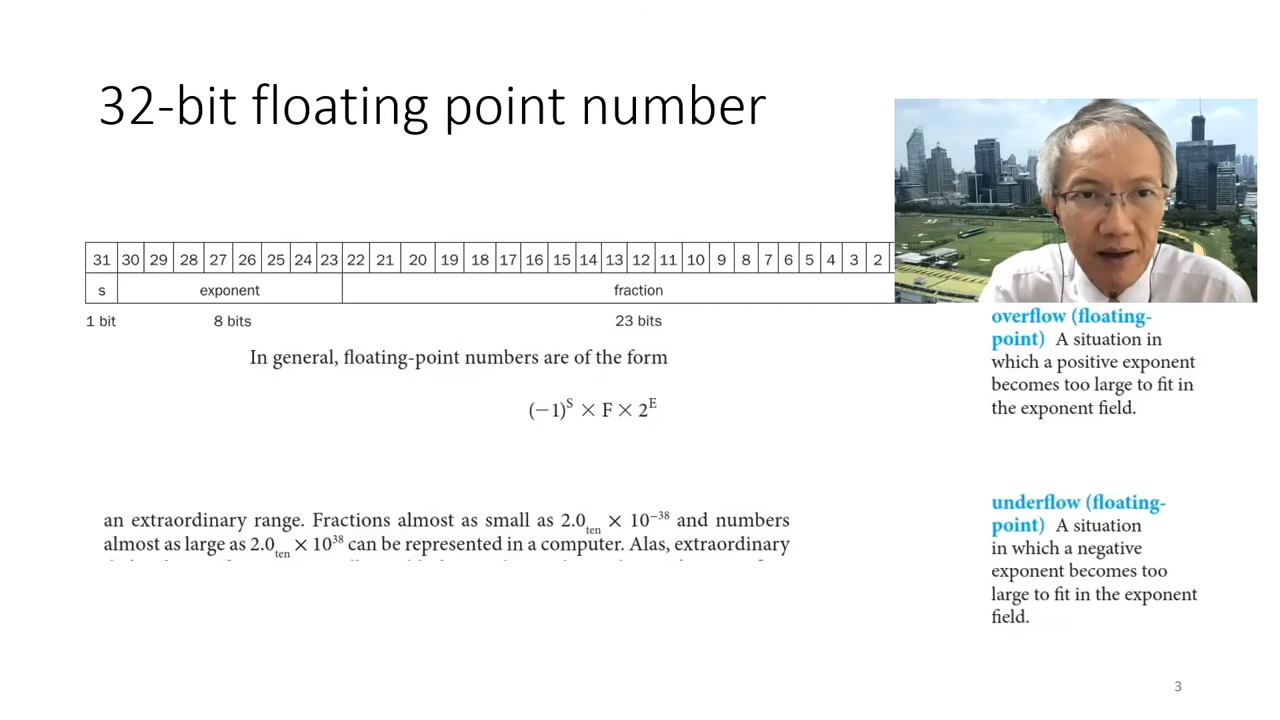 32-bit floating point number
31 30 29 28 27 26 25 24 23 22 21 20 19 18 17 16 15 14 13 12 11 10 9 8 7 6 5 4 3 2
s exponent fraction
1 bit 8 bits 23 bits
In general, floating-point numbers are of the form
(−1)^S × F × 2^E
an extraordinary range. Fractions almost as small as 2.0_ten × 10^−38 and numbers
almost as large as 2.0_ten × 10^38 can be represented in a computer. Alas, extraordinary
overflow (floating-
point) A situation in
which a positive exponent
becomes too large to fit in
the exponent field.
underflow (floating-
point) A situation
in which a negative
exponent becomes too
large to fit in the exponent
field.
3